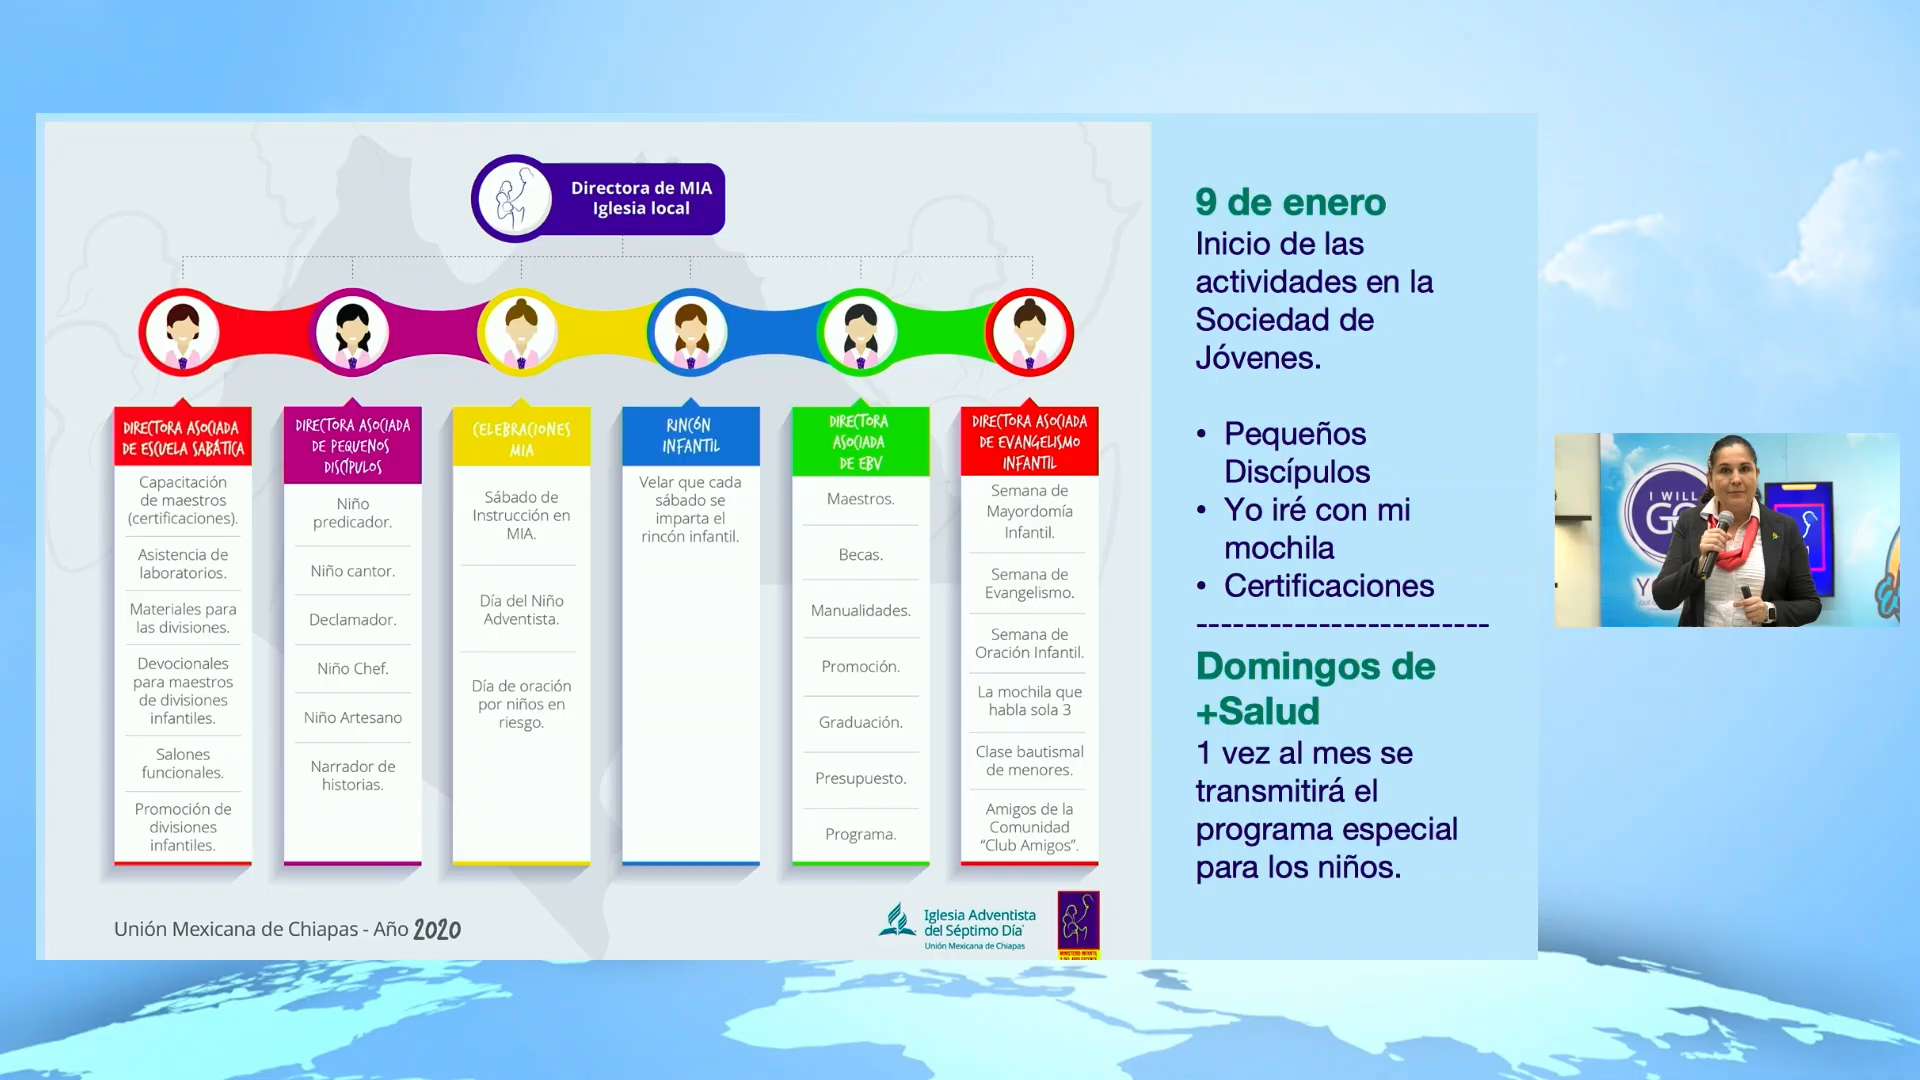 Directora de MIA
Iglesia local
DIRECTORA ASOCIADA
DE ESCUELA SABÁTICA
Capacitación
de maestros
(certificaciones).
Asistencia de
laboratorios.
Materiales para
las divisiones.
Devocionales
para maestros
de divisiones
infantiles.
Salones
funcionales.
Promoción de
divisiones
infantiles.
DIRECTORA ASOCIADA
DE PEQUENOS
DISCÍPULOS
Niño
predicador.
Niño cantor.
Declamador.
Niño Chef.
Niño Artesano
Narrador de
historias.
CELEBRACIONES
MIA
Sábado de
Instrucción en
MIA.
Día del Niño
Adventista.
Día de oración
por niños en
riesgo.
RINCÓN
INFANTIL
Velar que cada
sábado se
imparta el
rincón infantil.
DIRECTORA
ASOCIADA
DE EBV
Maestros.
Becas.
Manualidades.
Promoción.
Graduación.
Presupuesto.
Programa.
DIRECTORA ASOCIADA
DE EVANGELISMO
INFANTIL
Semana de
Mayordomía
Infantil.
Semana de
Evangelismo.
Semana de
Oración Infantil.
La mochila que
habla sola 3
Clase bautismal
de menores.
Amigos de la
Comunidad
“Club Amigos”.
Unión Mexicana de Chiapas - Año 2020
Iglesia Adventista
del Séptimo Día
Unión Mexicana de Chiapas
9 de enero
Inicio de las
actividades en la
Sociedad de
Jóvenes.
• Pequeños
Discípulos
• Yo iré con mi
mochila
• Certificaciones
------------------------
Domingos de
+Salud
1 vez al mes se
transmitirá el
programa especial
para los niños.
I WILL